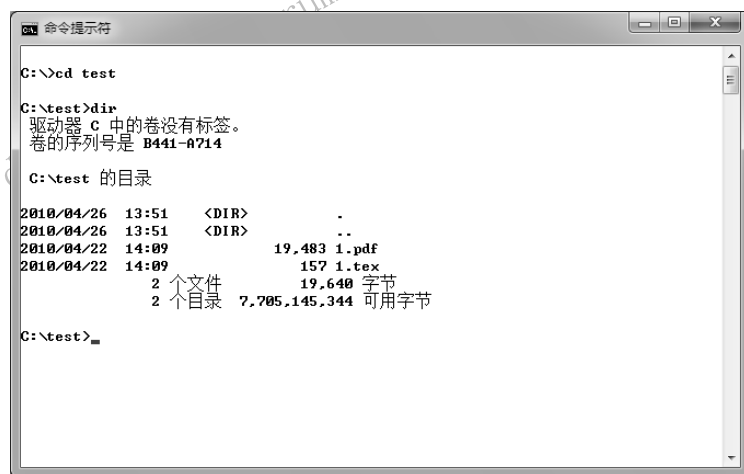 命令提示符
C:\>cd test
C:\test>dir
驱动器 C 中的卷没有标签。
卷的序列号是 B441-A714
C:\test 的目录
2010/04/26  13:51    <DIR>          .
2010/04/26  13:51    <DIR>          ..
2010/04/22  14:09            19,483 1.pdf
2010/04/22  14:09               157 1.tex
2 个文件         19,640 字节
2 个目录  7,705,145,344 可用字节
C:\test>